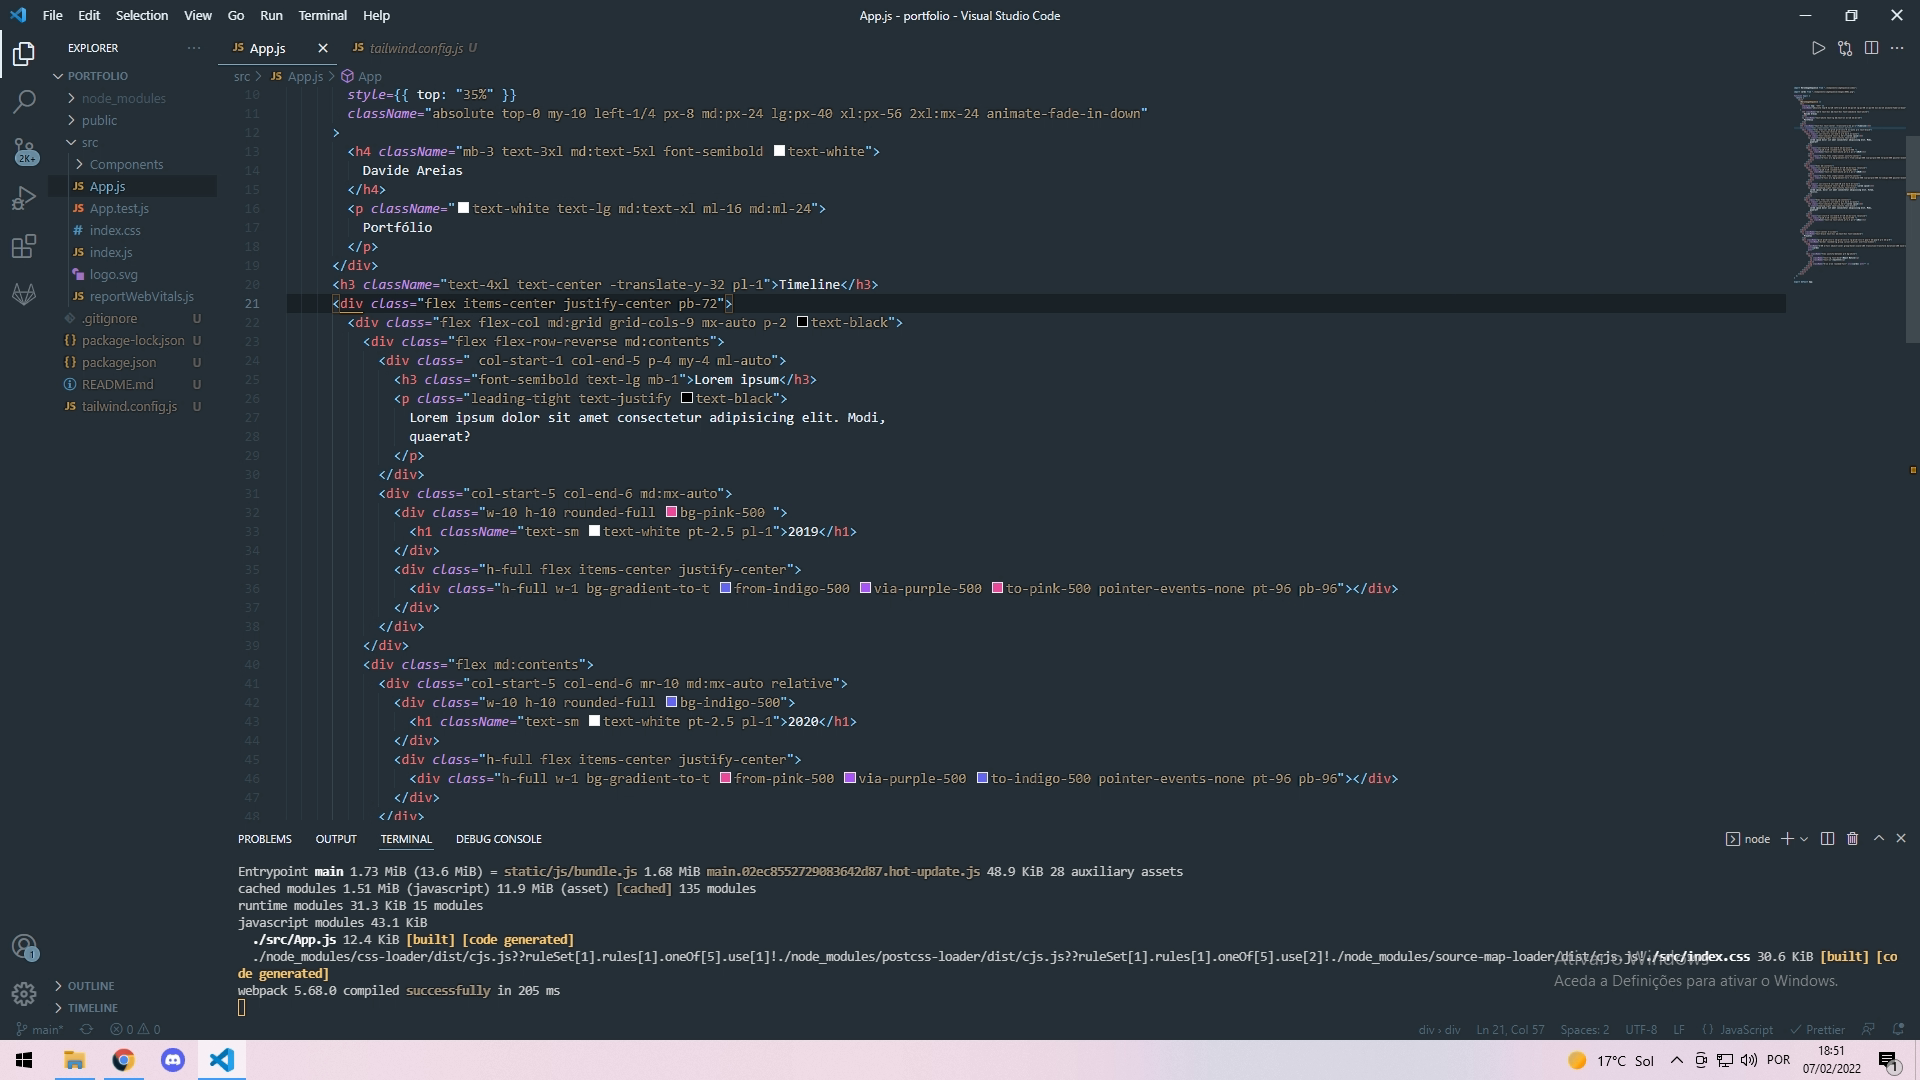 File Edit Selection View Go Run Terminal Help
App.js - portfolio - Visual Studio Code
EXPLORER ···
PORTFOLIO
node_modules
public
src
Components
JS App.js
JS App.test.js
# index.css
JS index.js
logo.svg
JS reportWebVitals.js
.gitignore U
{} package-lock.json U
{} package.json U
README.md U
JS tailwind.config.js U
OUTLINE
TIMELINE
2K+
1
JS App.js
JS tailwind.config.js U
src > JS App.js > App
10 style={{ top: "35%" }}
11 className="absolute top-0 my-10 left-1/4 px-8 md:px-24 lg:px-40 xl:px-56 2xl:mx-24 animate-fade-in-down"
12 >
13 <h4 className="mb-3 text-3xl md:text-5xl font-semibold text-white">
14 Davide Areias
15 </h4>
16 <p className="text-white text-lg md:text-xl ml-16 md:ml-24">
17 Portfólio
18 </p>
19 </div>
20 <h3 className="text-4xl text-center -translate-y-32 pl-1">Timeline</h3>
21 <div class="flex items-center justify-center pb-72">
22 <div class="flex flex-col md:grid grid-cols-9 mx-auto p-2 text-black">
23 <div class="flex flex-row-reverse md:contents">
24 <div class=" col-start-1 col-end-5 p-4 my-4 ml-auto">
25 <h3 class="font-semibold text-lg mb-1">Lorem ipsum</h3>
26 <p class="leading-tight text-justify text-black">
27 Lorem ipsum dolor sit amet consectetur adipisicing elit. Modi,
28 quaerat?
29 </p>
30 </div>
31 <div class="col-start-5 col-end-6 md:mx-auto">
32 <div class="w-10 h-10 rounded-full bg-pink-500 ">
33 <h1 className="text-sm text-white pt-2.5 pl-1">2019</h1>
34 </div>
35 <div class="h-full flex items-center justify-center">
36 <div class="h-full w-1 bg-gradient-to-t from-indigo-500 via-purple-500 to-pink-500 pointer-events-none pt-96 pb-96"></div>
37 </div>
38 </div>
39 </div>
40 <div class="flex md:contents">
41 <div class="col-start-5 col-end-6 mr-10 md:mx-auto relative">
42 <div class="w-10 h-10 rounded-full bg-indigo-500">
43 <h1 className="text-sm text-white pt-2.5 pl-1">2020</h1>
44 </div>
45 <div class="h-full flex items-center justify-center">
46 <div class="h-full w-1 bg-gradient-to-t from-pink-500 via-purple-500 to-indigo-500 pointer-events-none pt-96 pb-96"></div>
47 </div>
48 </div>
PROBLEMS OUTPUT TERMINAL DEBUG CONSOLE
node
Entrypoint main 1.73 MiB (13.6 MiB) = static/js/bundle.js 1.68 MiB main.02ec8552729083642d87.hot-update.js 48.9 KiB 28 auxiliary assets
cached modules 1.51 MiB (javascript) 11.9 MiB (asset) [cached] 135 modules
runtime modules 31.3 KiB 15 modules
javascript modules 43.1 KiB
./src/App.js 12.4 KiB [built] [code generated]
./node_modules/css-loader/dist/cjs.js??ruleSet[1].rules[1].oneOf[5].use[1]!./node_modules/postcss-loader/dist/cjs.js??ruleSet[1].rules[1].oneOf[5].use[2]!./node_modules/source-map-loader/dist/cjs.js!./src/index.css 30.6 KiB [built] [co
de generated]
webpack 5.68.0 compiled successfully in 205 ms
Ativar o Windows
Aceda a Definições para ativar o Windows.
main* 0 0
div > div Ln 21, Col 57 Spaces: 2 UTF-8 LF {} JavaScript Prettier
17°C Sol POR
18:51
07/02/2022
1